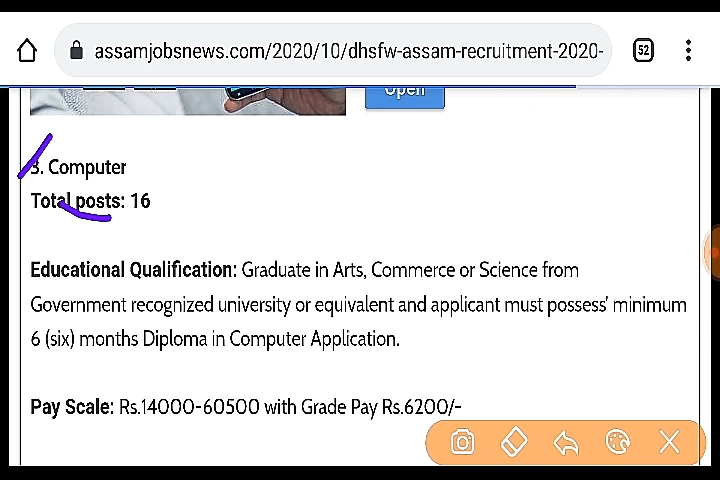 assamjobsnews.com/2020/10/dhsfw-assam-recruitment-2020-
52
Open
3. Computer
Total posts: 16
Educational Qualification: Graduate in Arts, Commerce or Science from
Government recognized university or equivalent and applicant must possess' minimum
6 (six) months Diploma in Computer Application.
Pay Scale: Rs.14000-60500 with Grade Pay Rs.6200/-